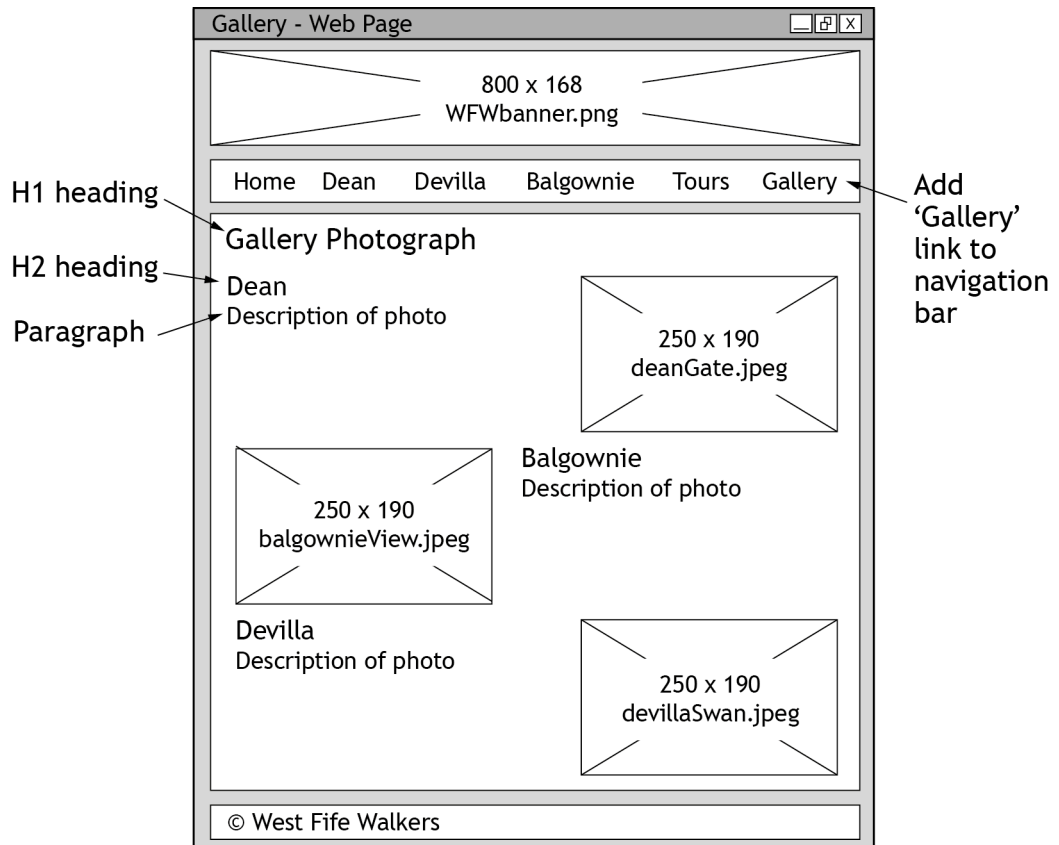 Gallery - Web Page
800 x 168
WFWbanner.png
Home Dean Devilla Balgownie Tours Gallery
Add
‘Gallery’
link to
navigation
bar
H1 heading
Gallery Photograph
H2 heading
Dean
Paragraph
Description of photo
250 x 190
deanGate.jpeg
250 x 190
balgownieView.jpeg
Balgownie
Description of photo
Devilla
Description of photo
250 x 190
devillaSwan.jpeg
© West Fife Walkers